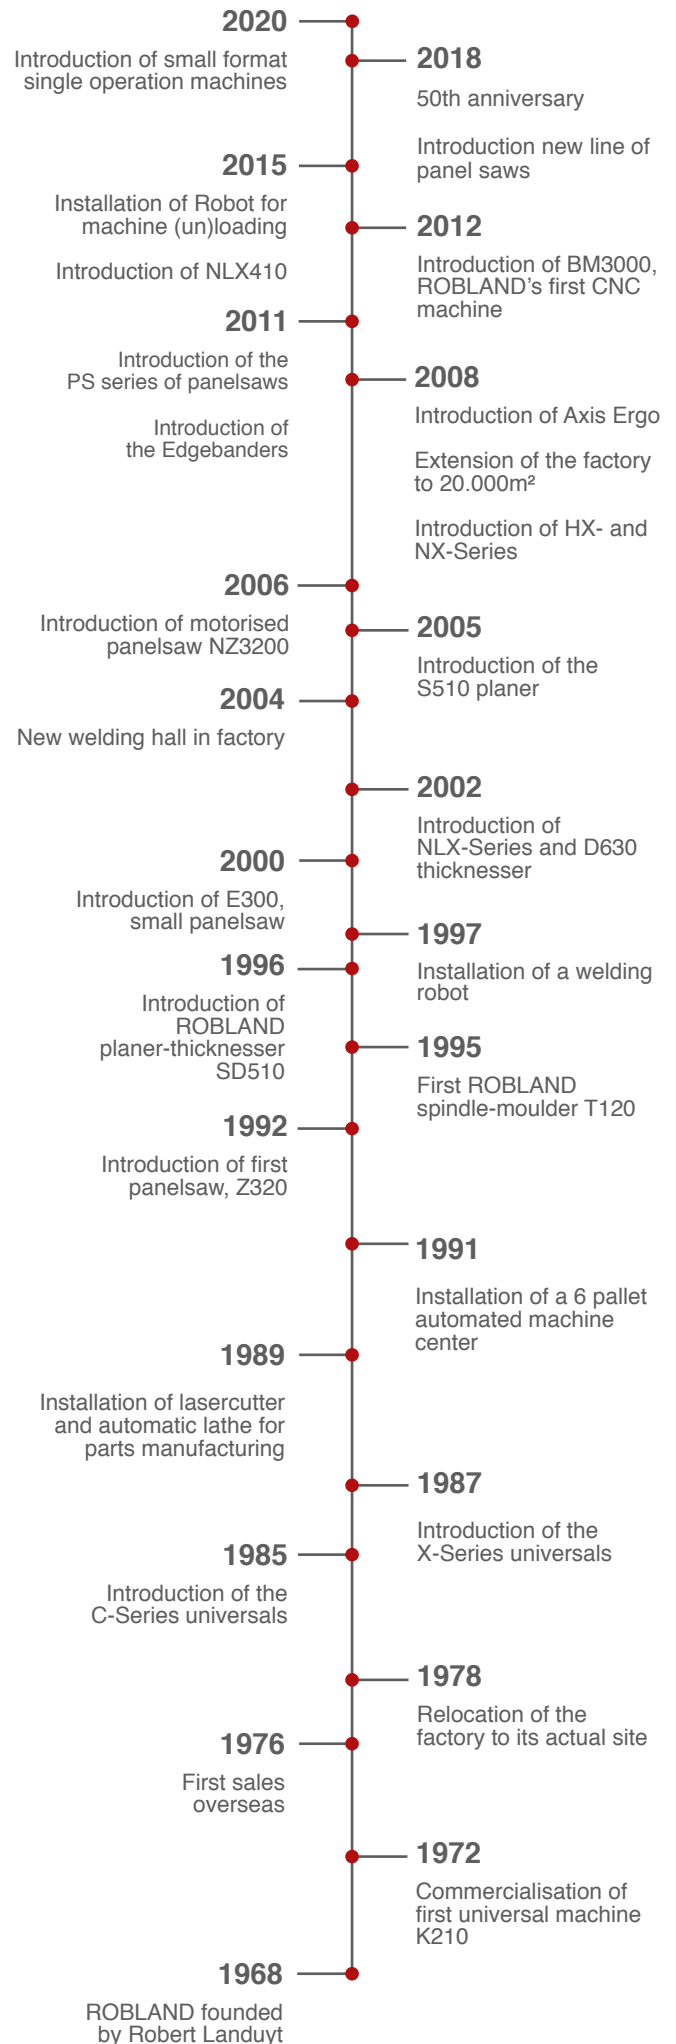 2020
Introduction of small format
single operation machines
2018
50th anniversary
Introduction new line of
panel saws
2015
Installation of Robot for
machine (un)loading
Introduction of NLX410
2012
Introduction of BM3000,
ROBLAND's first CNC
machine
2011
Introduction of the
PS series of panelsaws
Introduction of
the Edgebanders
2008
Introduction of Axis Ergo
Extension of the factory
to 20.000m²
Introduction of HX- and
NX-Series
2006
Introduction of motorised
panelsaw NZ3200
2005
Introduction of the
S510 planer
2004
New welding hall in factory
2002
Introduction of
NLX-Series and D630
thicknesser
2000
Introduction of E300,
small panelsaw
1997
Installation of a welding
robot
1996
Introduction of
ROBLAND
planer-thicknesser
SD510
1995
First ROBLAND
spindle-moulder T120
1992
Introduction of first
panelsaw, Z320
1991
Installation of a 6 pallet
automated machine
center
1989
Installation of lasercutter
and automatic lathe for
parts manufacturing
1987
Introduction of the
X-Series universals
1985
Introduction of the
C-Series universals
1978
Relocation of the
factory to its actual site
1976
First sales
overseas
1972
Commercialisation of
first universal machine
K210
1968
ROBLAND founded
by Robert Landuyt